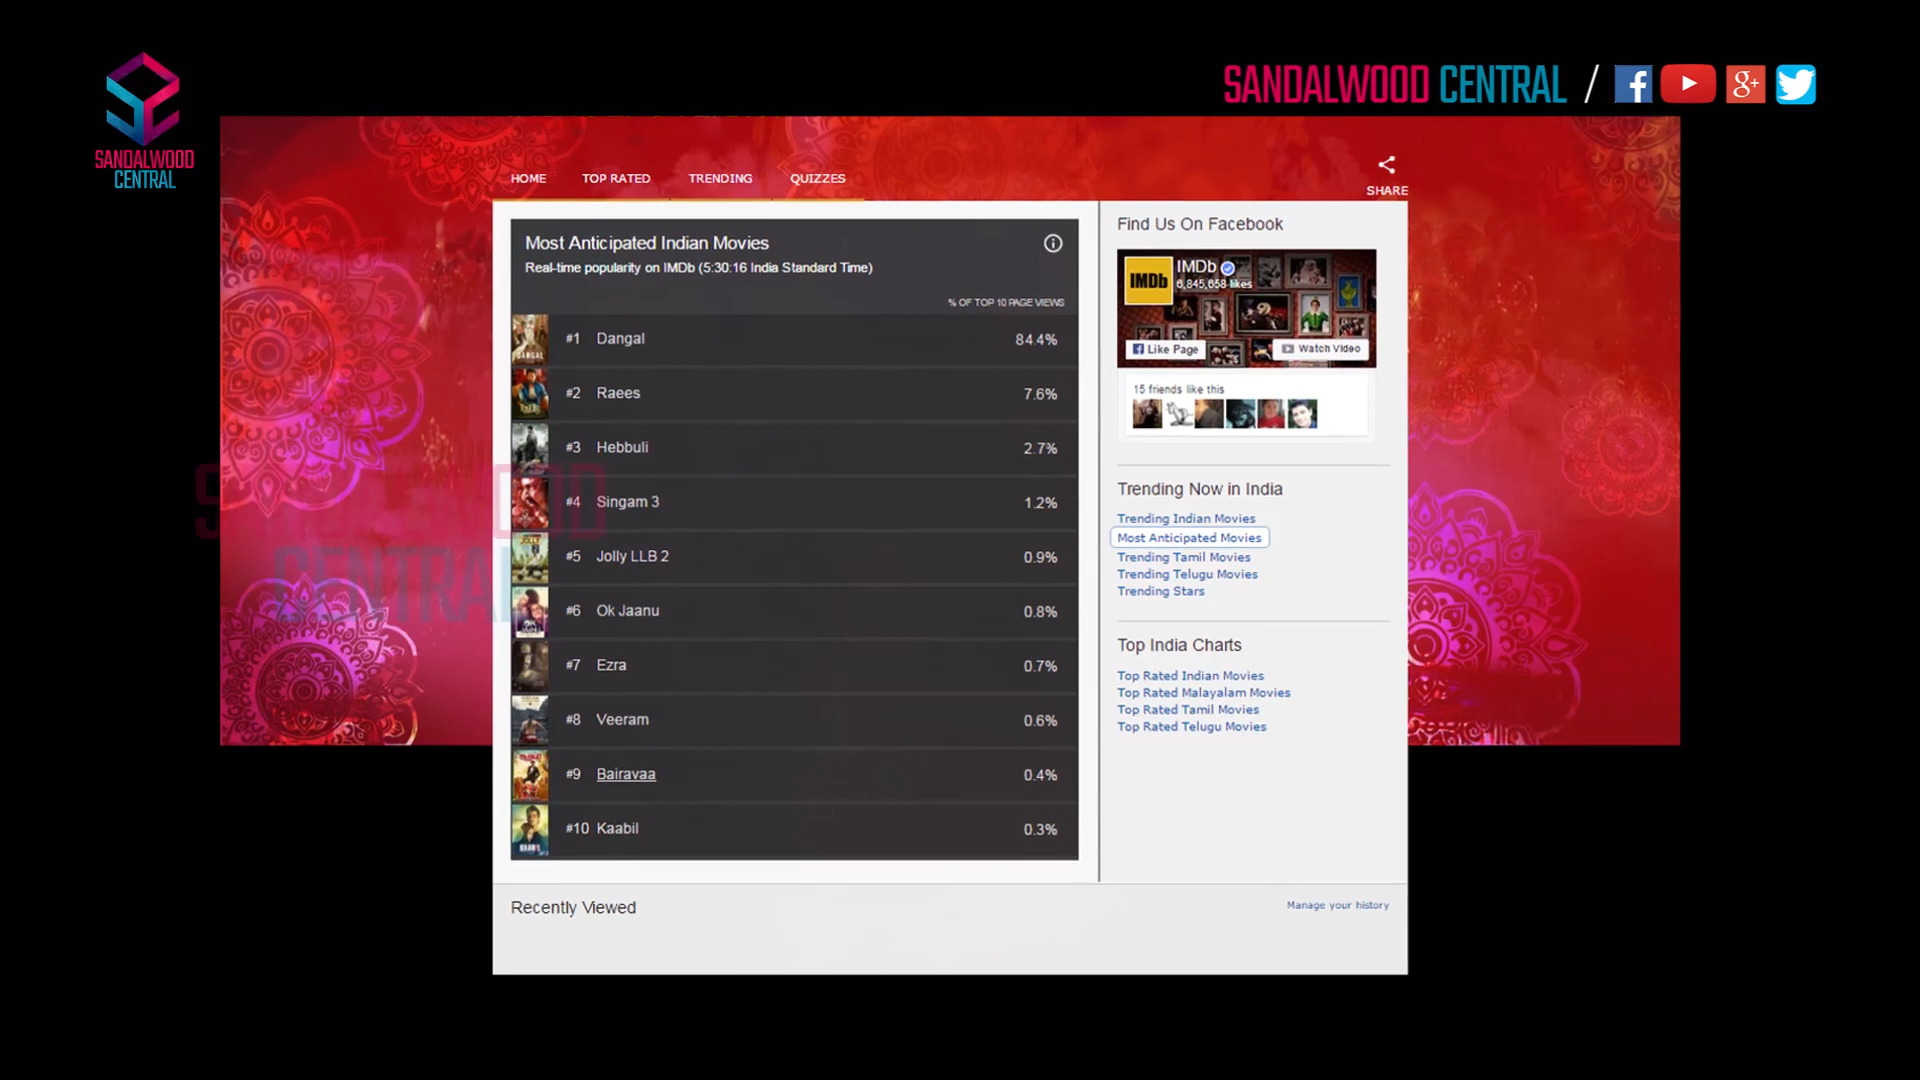 SANDALWOOD CENTRAL /
SANDALWOOD
CENTRAL
HOME TOP RATED TRENDING QUIZZES
SHARE
Most Anticipated Indian Movies
Real-time popularity on IMDb (5:30:16 India Standard Time)
% OF TOP 10 PAGE VIEWS
#1 Dangal 84.4%
#2 Raees 7.6%
#3 Hebbuli 2.7%
#4 Singam 3 1.2%
#5 Jolly LLB 2 0.9%
#6 Ok Jaanu 0.8%
#7 Ezra 0.7%
#8 Veeram 0.6%
#9 Bairavaa 0.4%
#10 Kaabil 0.3%
Find Us On Facebook
IMDb
IMDb
6,845,658 likes
Like Page
Watch Video
15 friends like this
Trending Now in India
Trending Indian Movies
Most Anticipated Movies
Trending Tamil Movies
Trending Telugu Movies
Trending Stars
Top India Charts
Top Rated Indian Movies
Top Rated Malayalam Movies
Top Rated Tamil Movies
Top Rated Telugu Movies
SANDALWOOD
CENTRAL
Recently Viewed
Manage your history